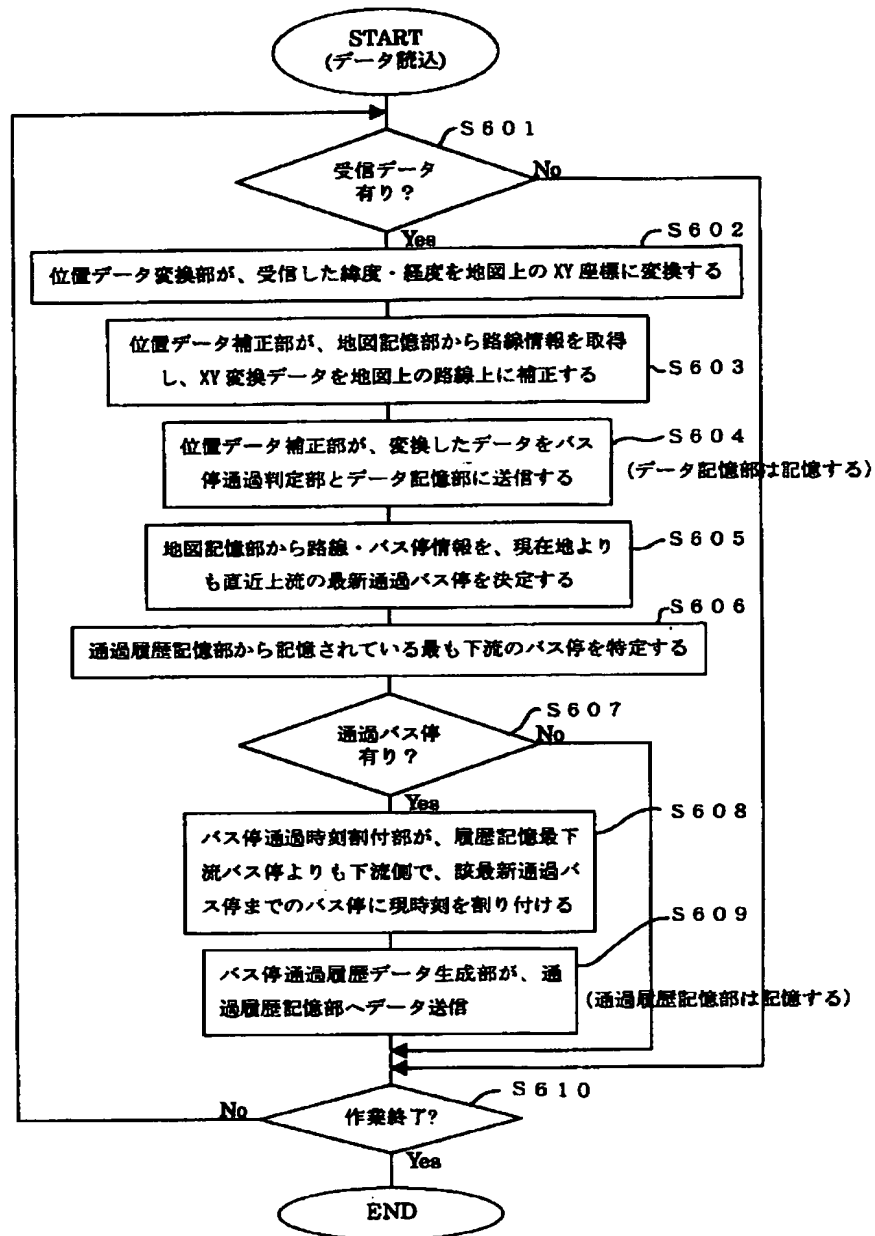 START
(データ読込)
S601
受信データ
有り？
No
Yes
S602
位置データ変換部が、受信した緯度・経度を地図上の XY 座標に変換する
位置データ補正部が、地図記憶部から路線情報を取得
し、XY 変換データを地図上の路線上に補正する
S603
位置データ補正部が、変換したデータをバス
停通過判定部とデータ記憶部に送信する
S604
(データ記憶部は記憶する)
地図記憶部から路線・バス停情報を、現在地より
も直近上流の最新通過バス停を決定する
S605
S606
通過履歴記憶部から記憶されている最も下流のバス停を特定する
S607
通過バス停
有り？
No
Yes
S608
バス停通過時刻割付部が、履歴記憶最下
流バス停よりも下流側で、該最新通過バ
ス停までのバス停に現時刻を割り付ける
S609
バス停通過履歴データ生成部が、通
過履歴記憶部へデータ送信
(通過履歴記憶部は記憶する)
S610
No
作業終了?
Yes
END